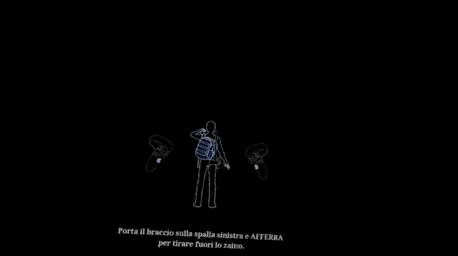 Porta il braccio sulla spalla sinistra e AFFERRA
per tirare fuori lo zaino.